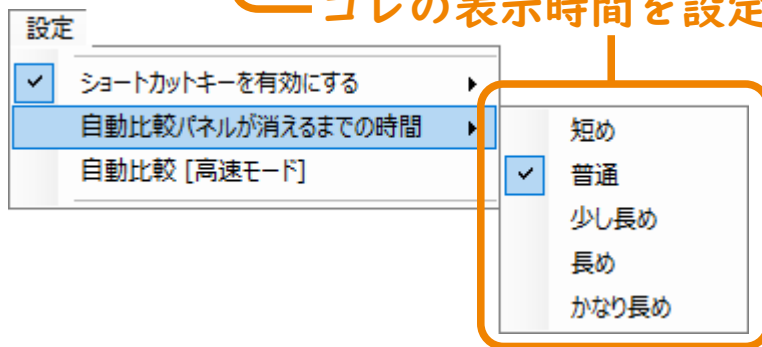 コレの表示時間を設定
設定
ショートカットキーを有効にする
自動比較パネルが消えるまでの時間
自動比較 [高速モード]
短め
普通
少し長め
長め
かなり長め